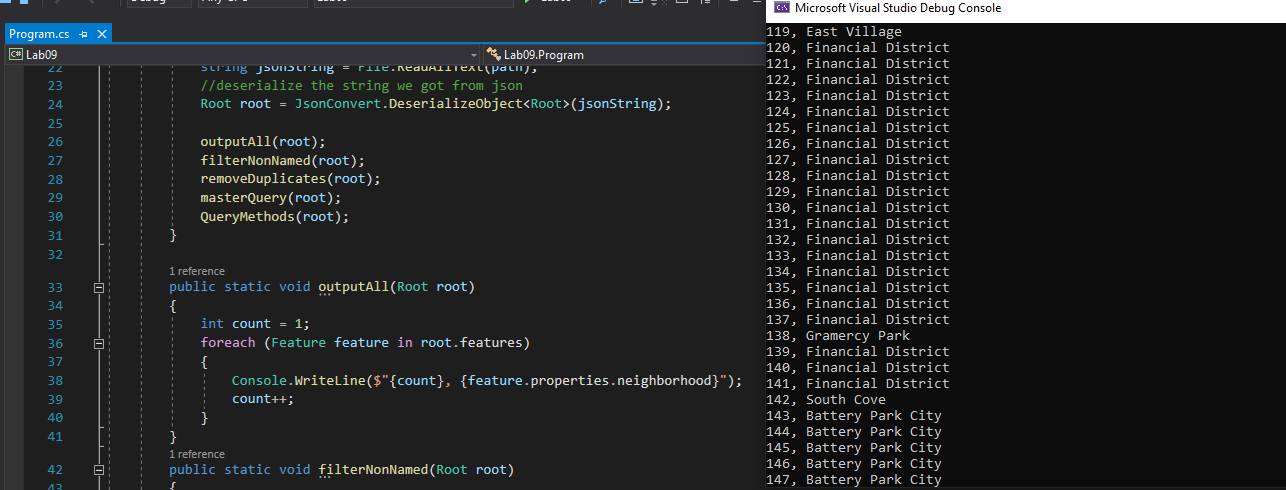 Program.cs
C# Lab09
Lab09.Program
22 string jsonString = File.ReadAllText(path);
23 //deserialize the string we got from json
24 Root root = JsonConvert.DeserializeObject<Root>(jsonString);
25
26 outputAll(root);
27 filterNonNamed(root);
28 removeDuplicates(root);
29 masterQuery(root);
30 QueryMethods(root);
31 }
32
1 reference
33 public static void outputAll(Root root)
34 {
35 int count = 1;
36 foreach (Feature feature in root.features)
37 {
38 Console.WriteLine($"{count}, {feature.properties.neighborhood}");
39 count++;
40 }
41 }
1 reference
42 public static void filterNonNamed(Root root)
43 {
Microsoft Visual Studio Debug Console
119, East Village
120, Financial District
121, Financial District
122, Financial District
123, Financial District
124, Financial District
125, Financial District
126, Financial District
127, Financial District
128, Financial District
129, Financial District
130, Financial District
131, Financial District
132, Financial District
133, Financial District
134, Financial District
135, Financial District
136, Financial District
137, Financial District
138, Gramercy Park
139, Financial District
140, Financial District
141, Financial District
142, South Cove
143, Battery Park City
144, Battery Park City
145, Battery Park City
146, Battery Park City
147, Battery Park City